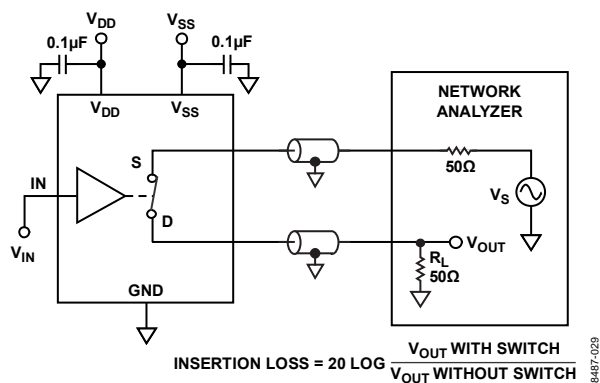 VDD
VSS
0.1µF
0.1µF
VDD
VSS
NETWORK
ANALYZER
S
50Ω
IN
VS
D
VOUT
VIN
RL
50Ω
GND
INSERTION LOSS = 20 LOG VOUT WITH SWITCH
VOUT WITHOUT SWITCH
8487-029